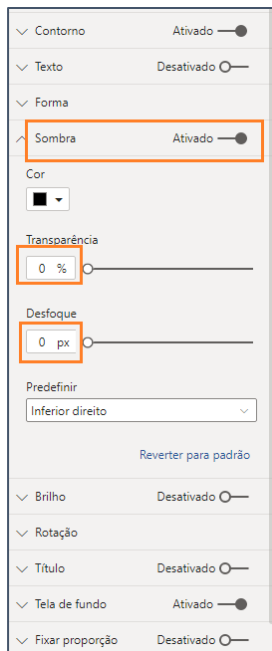 Contorno Ativado
Texto Desativado
Forma
Sombra Ativado
Cor
Transparência
0 %
Desfoque
0 px
Predefinir
Inferior direito
Reverter para padrão
Brilho Desativado
Rotação
Título Desativado
Tela de fundo Ativado
Fixar proporção Desativado